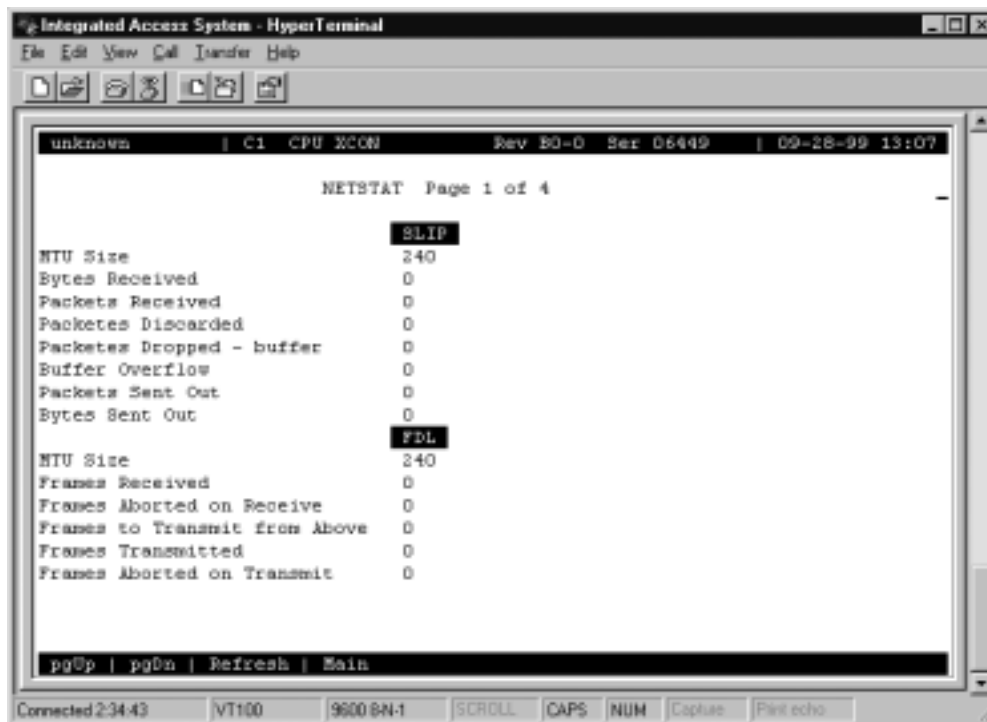 Integrated Access System - HyperTerminal
File Edit View Call Transfer Help
unknown | C1 CPU XCON Rev B0-0 Ser 06449 | 09-28-99 13:07
NETSTAT Page 1 of 4
SLIP
MTU Size 240
Bytes Received 0
Packets Received 0
Packetes Discarded 0
Packetes Dropped - buffer 0
Buffer Overflow 0
Packets Sent Out 0
Bytes Sent Out 0
FDL
MTU Size 240
Frames Received 0
Frames Aborted on Receive 0
Frames to Transmit from Above 0
Frames Transmitted 0
Frames Aborted on Transmit 0
pgUp | pgDn | Refresh | Main
Connected 2:34:43 VT100 9600 8-N-1 SCROLL CAPS NUM Capture Print echo